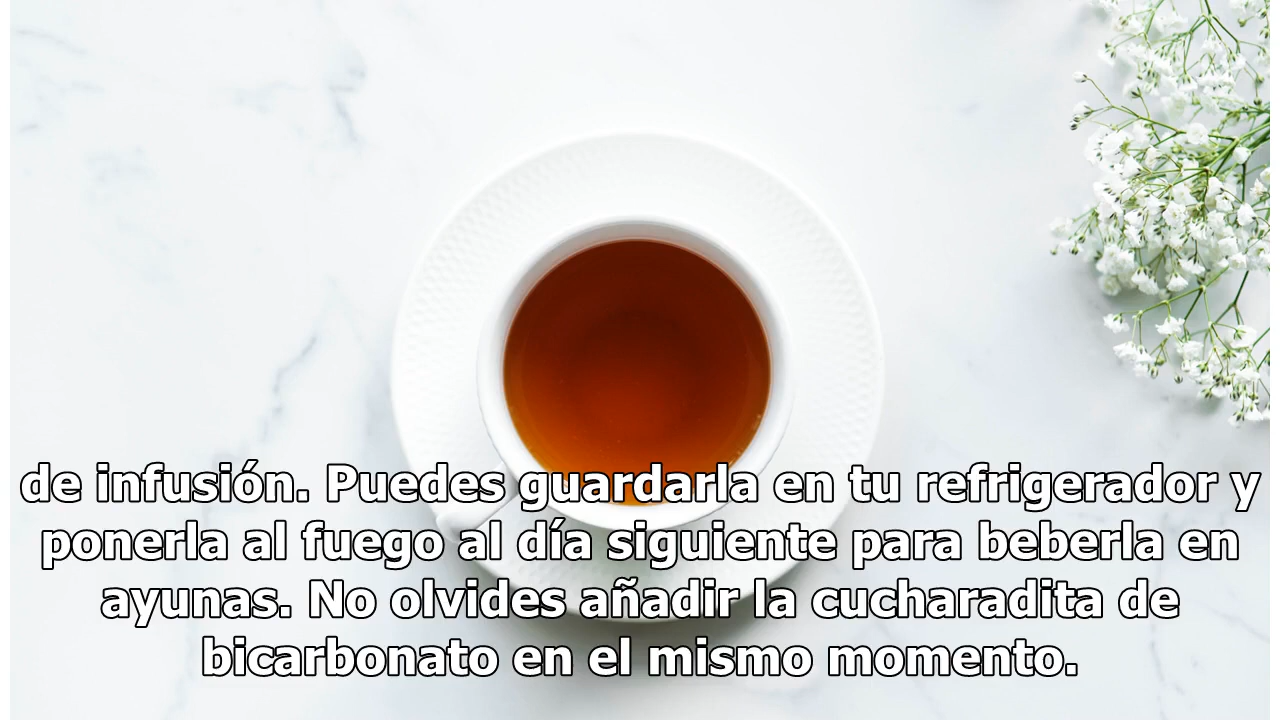 de infusión. Puedes guardarla en tu refrigerador y
ponerla al fuego al día siguiente para beberla en
ayunas. No olvides añadir la cucharadita de
bicarbonato en el mismo momento.